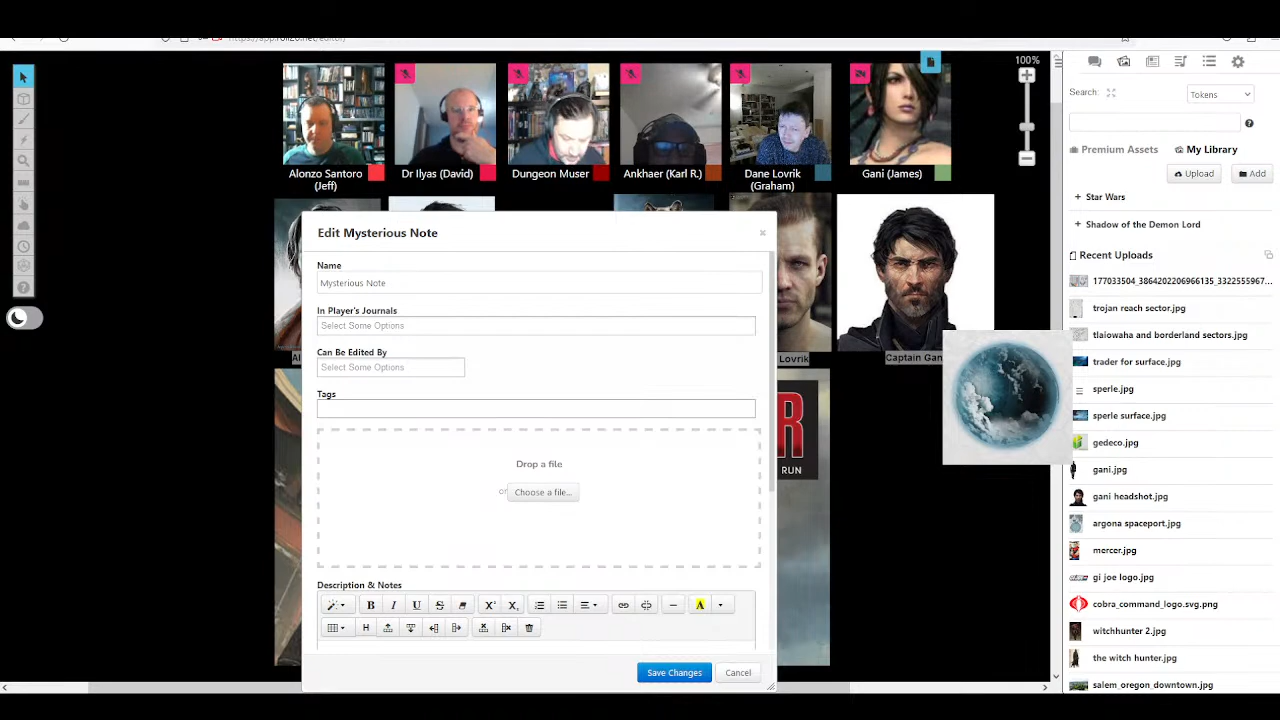 100%
Alonzo Santoro
(Jeff)
Dr Ilyas (David)
Dungeon Muser
Ankhaer (Karl R.)
Dane Lovrik
(Graham)
Gani (James)
Search:
Tokens
Premium Assets
My Library
Upload
Add
Star Wars
Shadow of the Demon Lord
Recent Uploads
177033504_3864202206966135_3322555967...
trojan reach sector.jpg
tlaiowaha and borderland sectors.jpg
trader for surface.jpg
sperle.jpg
sperle surface.jpg
gedeco.jpg
gani.jpg
gani headshot.jpg
argona spaceport.jpg
mercer.jpg
gi joe logo.jpg
cobra_command_logo.svg.png
witchhunter 2.jpg
the witch hunter.jpg
salem_oregon_downtown.jpg
Edit Mysterious Note
Name
Mysterious Note
In Player's Journals
Select Some Options
Can Be Edited By
Select Some Options
Tags
Drop a file
or Choose a file...
Description & Notes
Save Changes
Cancel
Lovrik
Captain Gan
R
RUN